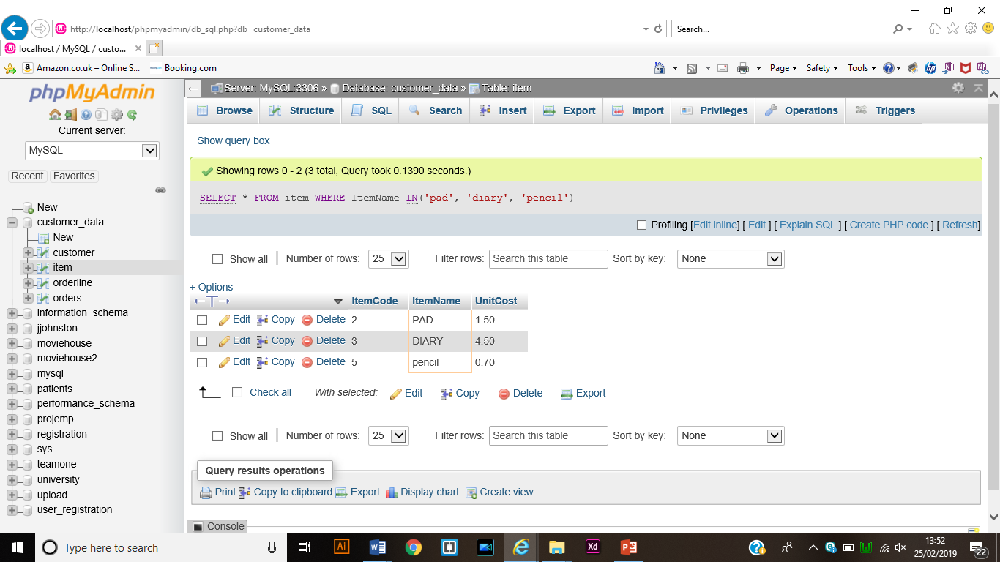 http://localhost/phpmyadmin/db_sql.php?db=customer_data
Search...
localhost / MySQL / custo...
Amazon.co.uk – Online S...
Booking.com
Page
Safety
Tools
phpMyAdmin
Current server:
MySQL
Recent
Favorites
New
customer_data
New
customer
item
orderline
orders
information_schema
jjohnston
moviehouse
moviehouse2
mysql
patients
performance_schema
projemp
registration
sys
teamone
university
upload
user_registration
Server: MySQL:3306 » Database: customer_data » Table: item
Browse Structure SQL Search Insert Export Import Privileges Operations Triggers
Show query box
Showing rows 0 - 2 (3 total, Query took 0.1390 seconds.)
SELECT * FROM item WHERE ItemName IN('pad', 'diary', 'pencil')
Profiling [Edit inline] [ Edit ] [ Explain SQL ] [ Create PHP code ] [ Refresh]
Show all | Number of rows: 25 Filter rows: Search this table Sort by key: None
+ Options
←T→ ItemCode ItemName UnitCost
Edit Copy Delete 2 PAD 1.50
Edit Copy Delete 3 DIARY 4.50
Edit Copy Delete 5 pencil 0.70
Check all With selected: Edit Copy Delete Export
Show all | Number of rows: 25 Filter rows: Search this table Sort by key: None
Query results operations
Print Copy to clipboard Export Display chart Create view
Console
Type here to search
Ai
Xd
13:52
25/02/2019
22